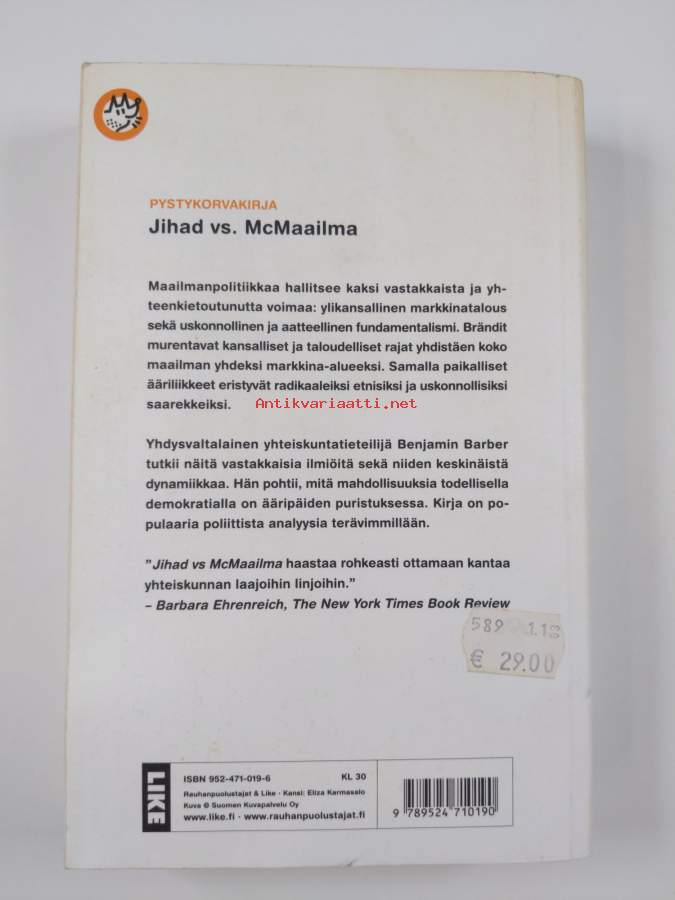 PYSTYKORVAKIRJA
Jihad vs. McMaailma
Maailmanpolitiikkaa hallitsee kaksi vastakkaista ja yh-
teenkietoutunutta voimaa: ylikansallinen markkinatalous
sekä uskonnollinen ja aatteellinen fundamentalismi. Brändit
murentavat kansalliset ja taloudelliset rajat yhdistäen koko
maailman yhdeksi markkina-alueeksi. Samalla paikalliset
ääriliikkeet eristyvät radikaaleiksi etnisiksi ja uskonnollisiksi
saarekkeiksi.
Antikvariaatti.net
Yhdysvaltalainen yhteiskuntatieteilijä Benjamin Barber
tutkii näitä vastakkaisia ilmiöitä sekä niiden keskinäistä
dynamiikkaa. Hän pohtii, mitä mahdollisuuksia todellisella
demokratialla on ääripäiden puristuksessa. Kirja on po-
pulaaria poliittista analyysia terävimmillään.
”Jihad vs McMaailma haastaa rohkeasti ottamaan kantaa
yhteiskunnan laajoihin linjoihin.”
– Barbara Ehrenreich, The New York Times Book Review
589 1.18
€ 29.00
LIKE
ISBN 952-471-019-6 KL 30
Rauhanpuolustajat & Like · Kansi: Eliza Karmasalo
Kuva © Suomen Kuvapalvelu Oy
www.like.fi · www.rauhanpuolustajat.fi
9 789524 710190